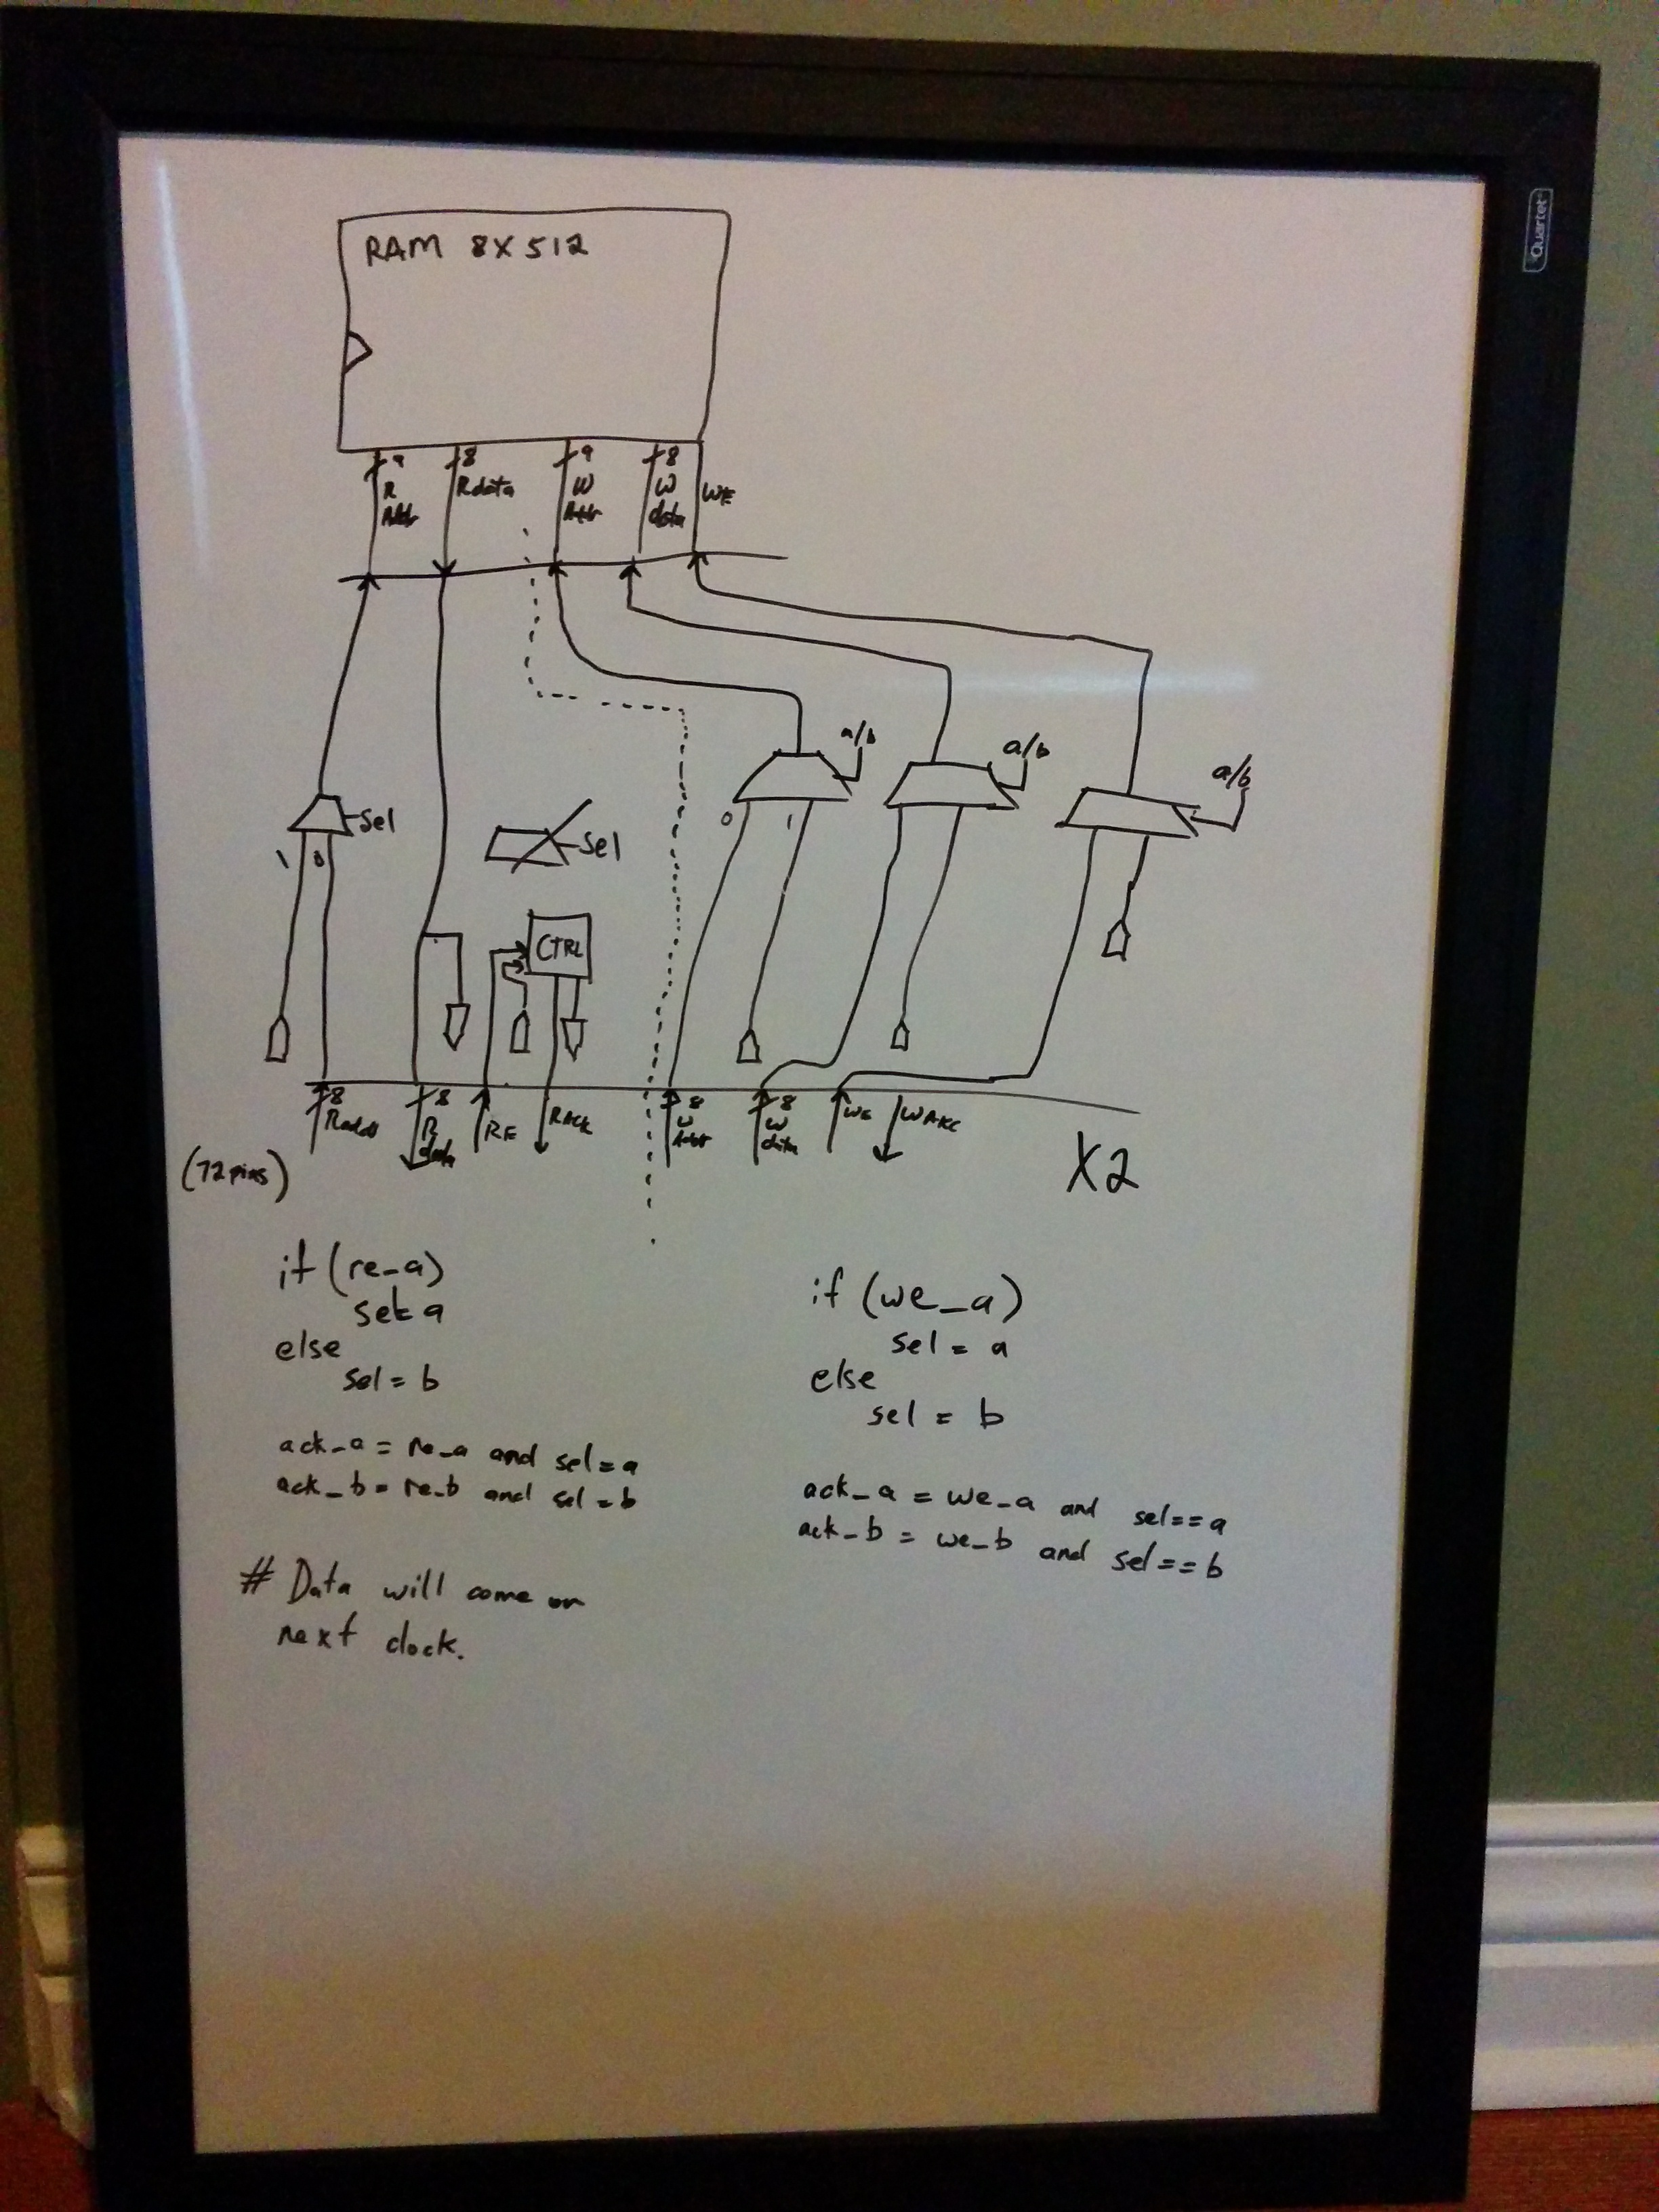 Quartet
RAM 8X512
9
R
Addr
8
Rdata
9
W
Addr
8
W
data
WE
a/b
a/b
a/b
Sel
1 0
Sel
0 1
CTRL
8
Raddr
8
R
data
RE
RACK
8
W
Addr
8
W
data
WE
WAKC
(72 pins)
X2
if (re_a)
sel= a
else
sel = b
ack_a = re_a and sel=a
ack_b = re_b and sel=b
# Data will come on
next clock.
if (we_a)
sel = a
else
sel = b
ack_a = we_a and sel==a
ack_b = we_b and sel==b